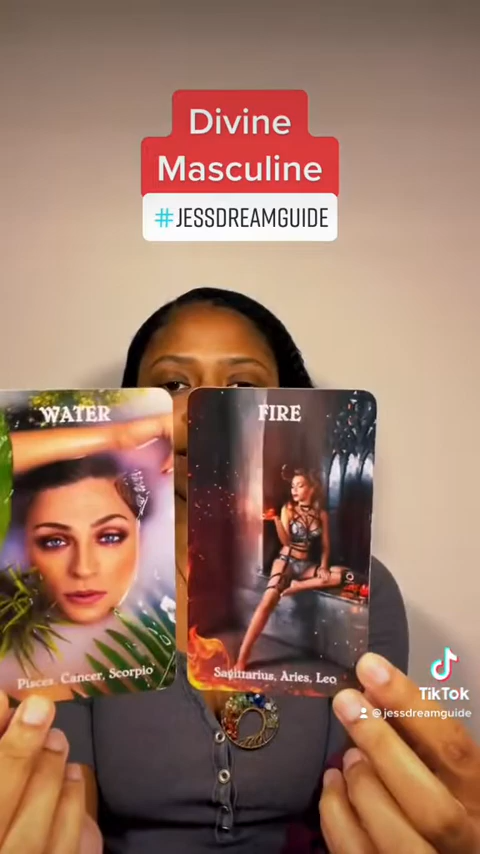 Divine
Masculine
#JESSDREAMGUIDE
WATER
FIRE
Pisces, Cancer, Scorpio
Sagittarius, Aries, Leo
TikTok
@jessdreamguide